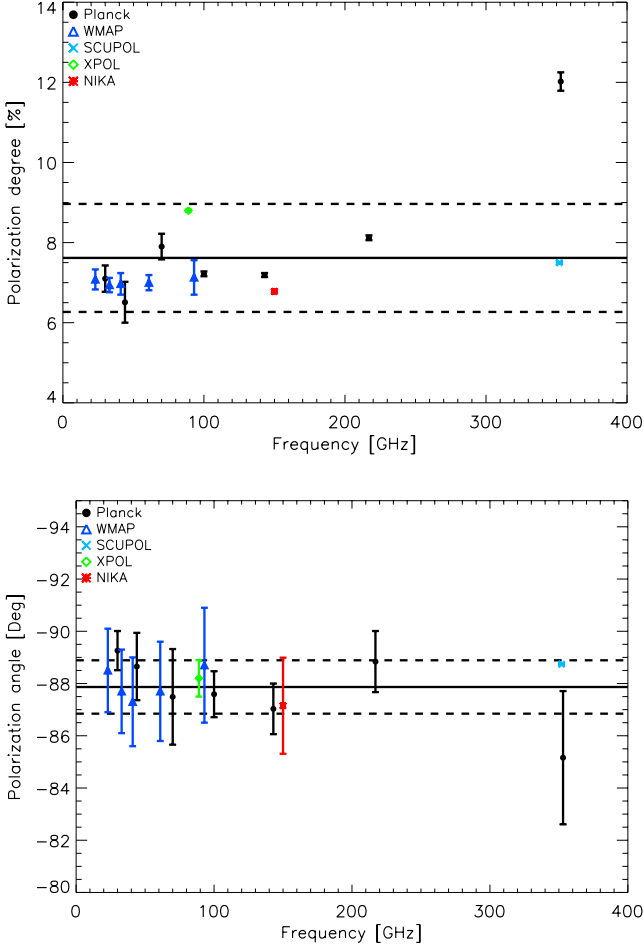 14
12
10
8
6
4
Polarization degree [%]
Planck
WMAP
SCUPOL
XPOL
NIKA
0 100 200 300 400
Frequency [GHz]
-94
-92
-90
-88
-86
-84
-82
-80
Polarization angle [Deg]
Planck
WMAP
SCUPOL
XPOL
NIKA
0 100 200 300 400
Frequency [GHz]